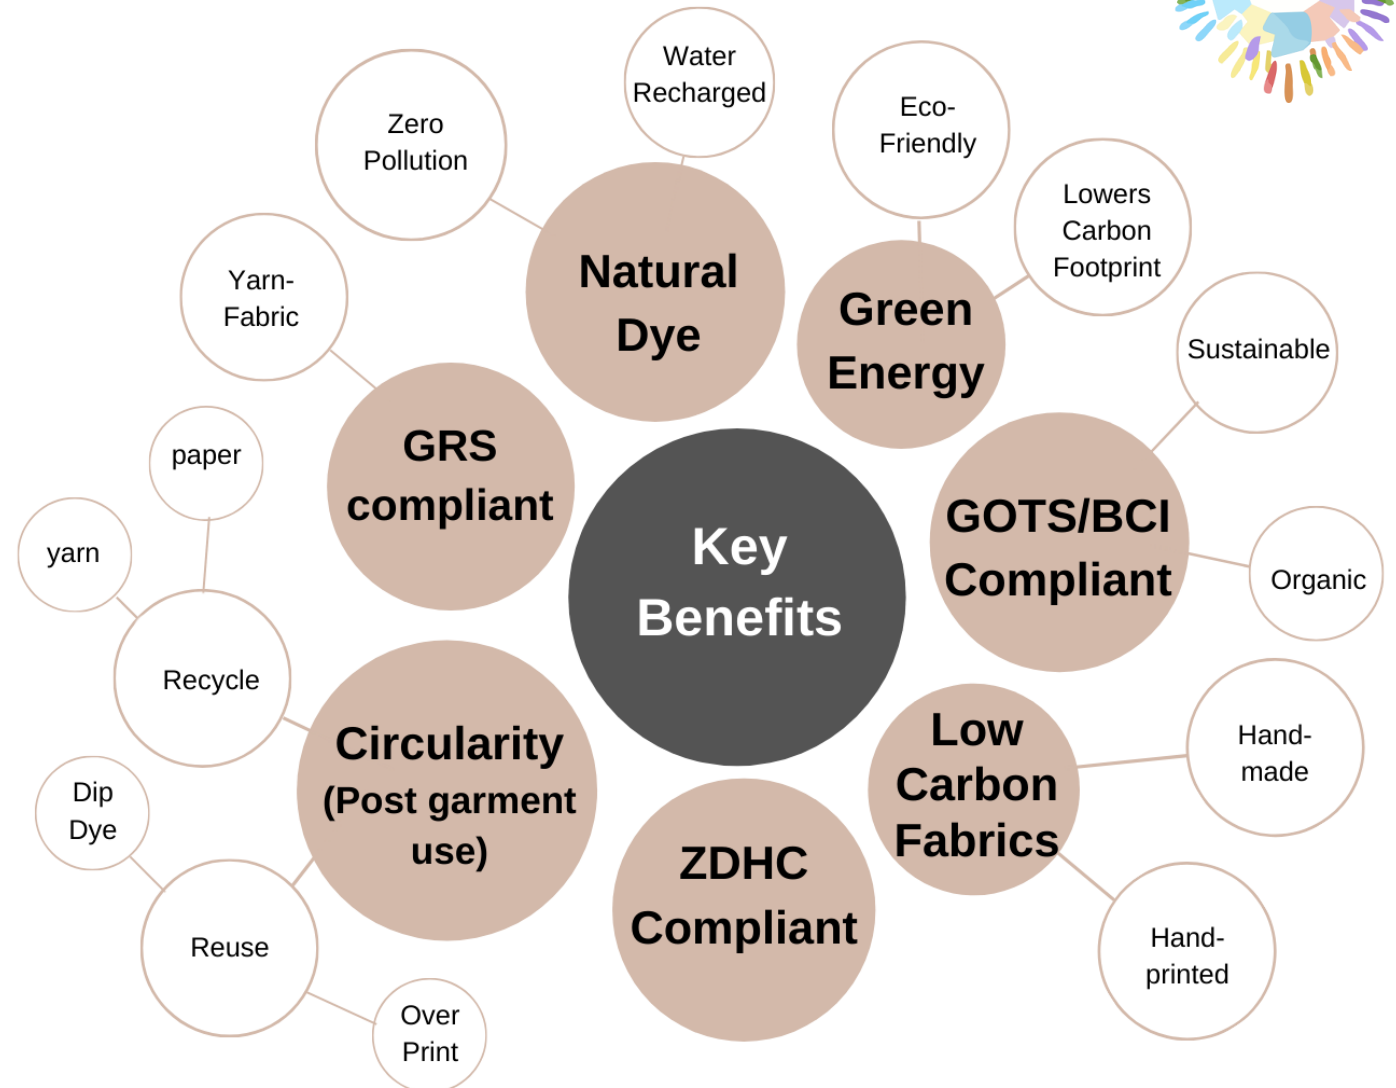 Water
Recharged
Zero
Pollution
Eco-
Friendly
Lowers
Carbon
Footprint
Yarn-
Fabric
Natural
Dye
Green
Energy
Sustainable
GRS
compliant
paper
yarn
Key
Benefits
GOTS/BCI
Compliant
Organic
Recycle
Circularity
(Post garment
use)
Low
Carbon
Fabrics
Hand-
made
Dip
Dye
ZDHC
Compliant
Reuse
Hand-
printed
Over
Print